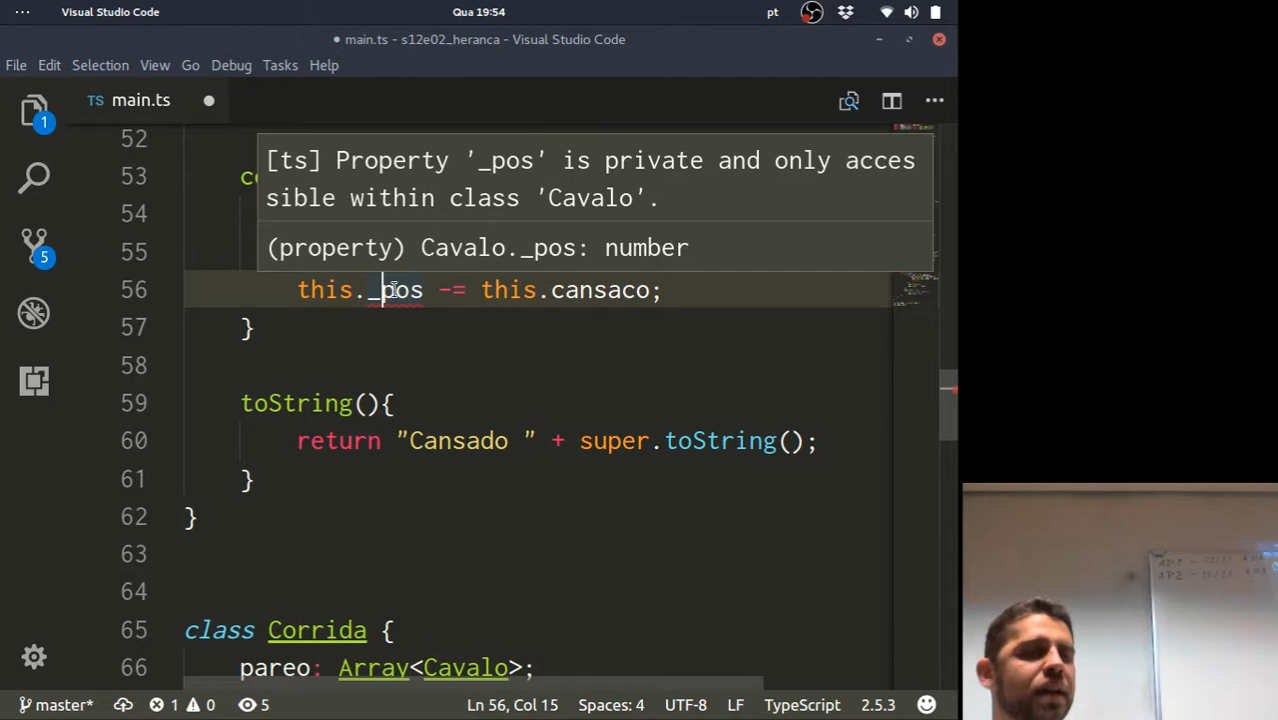 Visual Studio Code
Qua 19:54
pt
main.ts - s12e02_heranca - Visual Studio Code
File Edit Selection View Go Debug Tasks Help
TS main.ts
1
5
52
53 co
54
55
[ts] Property '_pos' is private and only acces
sible within class 'Cavalo'.
(property) Cavalo._pos: number
56 this._pos -= this.cansaco;
57 }
58
59 toString(){
60 return "Cansado " + super.toString();
61 }
62 }
63
64
65 class Corrida {
66 pareo: Array<Cavalo>;
master* 1 0 5 Ln 56, Col 15 Spaces: 4 UTF-8 LF TypeScript 2.5.3